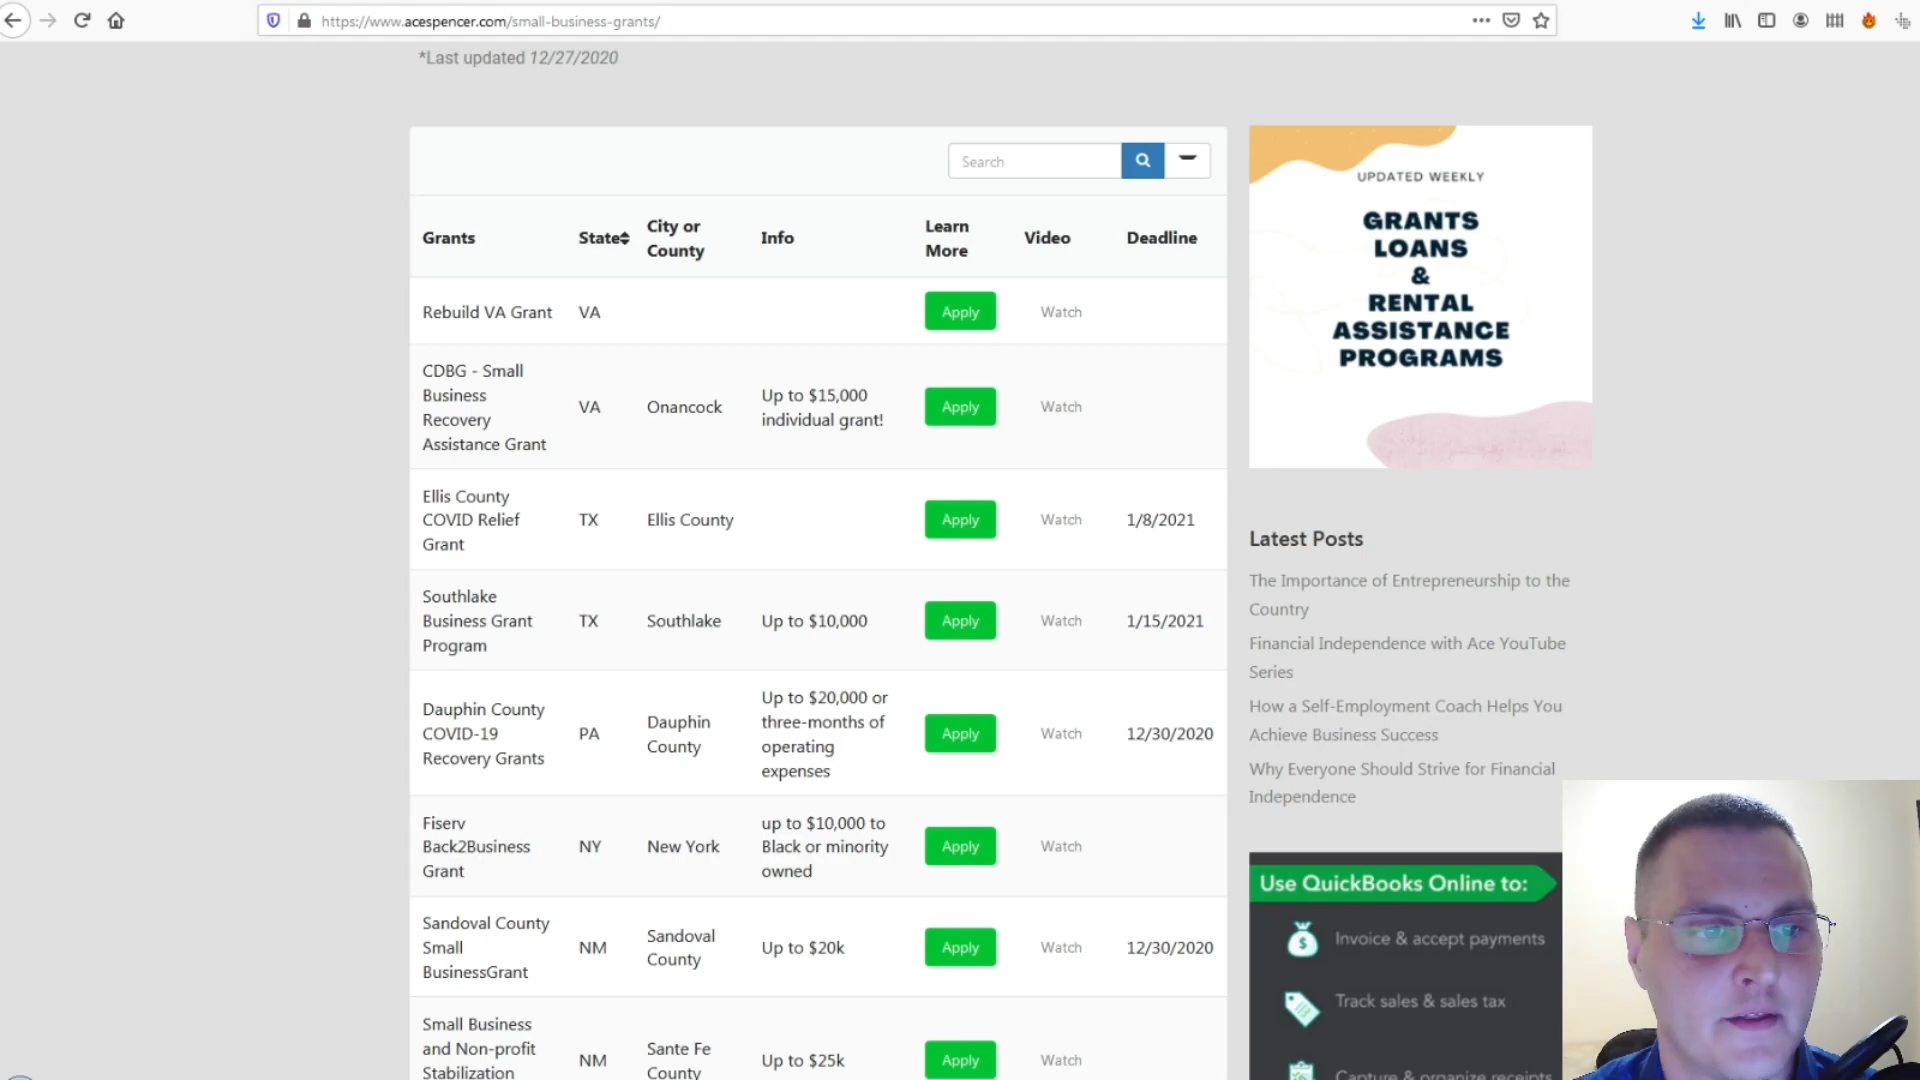 https://www.acespencer.com/small-business-grants/
*Last updated 12/27/2020
Search
Grants
State
City or
County
Info
Learn
More
Video
Deadline
Rebuild VA Grant
VA
Apply
Watch
CDBG - Small
Business
Recovery
Assistance Grant
VA
Onancock
Up to $15,000
individual grant!
Apply
Watch
Ellis County
COVID Relief
Grant
TX
Ellis County
Apply
Watch
1/8/2021
Southlake
Business Grant
Program
TX
Southlake
Up to $10,000
Apply
Watch
1/15/2021
Dauphin County
COVID-19
Recovery Grants
PA
Dauphin
County
Up to $20,000 or
three-months of
operating
expenses
Apply
Watch
12/30/2020
Fiserv
Back2Business
Grant
NY
New York
up to $10,000 to
Black or minority
owned
Apply
Watch
Sandoval County
Small
BusinessGrant
NM
Sandoval
County
Up to $20k
Apply
Watch
12/30/2020
Small Business
and Non-profit
Stabilization
NM
Sante Fe
County
Up to $25k
Apply
Watch
UPDATED WEEKLY
GRANTS
LOANS
&
RENTAL
ASSISTANCE
PROGRAMS
Latest Posts
The Importance of Entrepreneurship to the
Country
Financial Independence with Ace YouTube
Series
How a Self-Employment Coach Helps You
Achieve Business Success
Why Everyone Should Strive for Financial
Independence
Use QuickBooks Online to:
Invoice & accept payments
Track sales & sales tax
Capture & organize receipts